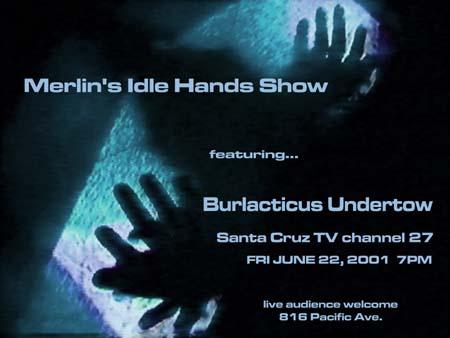 Merlin's Idle Hands Show
featuring...
Burlacticus Undertow
Santa Cruz TV channel 27
FRI JUNE 22, 2001 7PM
live audience welcome
816 Pacific Ave.